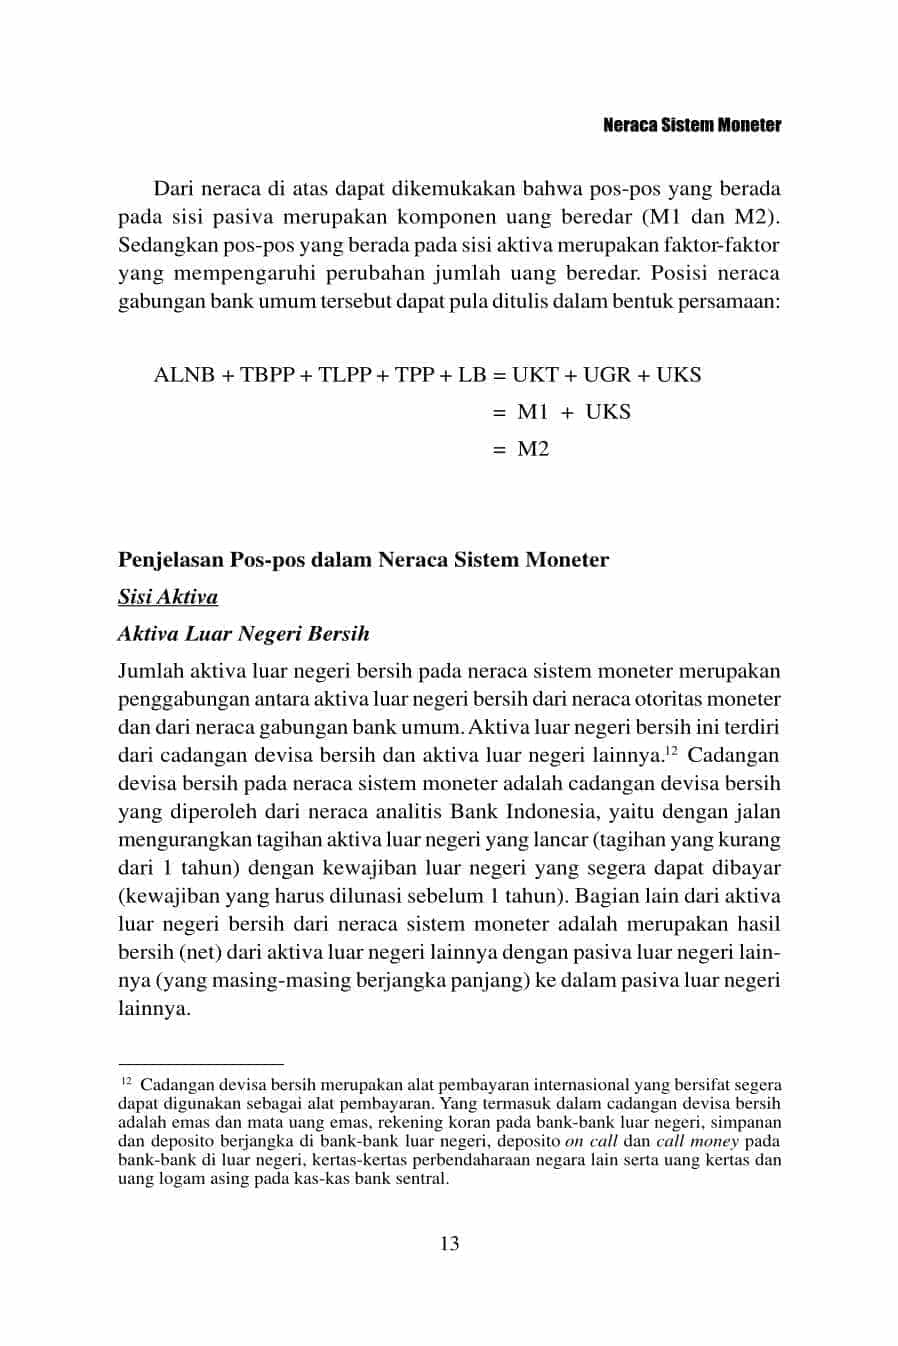 Neraca Sistem Moneter
Dari neraca di atas dapat dikemukakan bahwa pos-pos yang berada
pada sisi pasiva merupakan komponen uang beredar (M1 dan M2).
Sedangkan pos-pos yang berada pada sisi aktiva merupakan faktor-faktor
yang mempengaruhi perubahan jumlah uang beredar. Posisi neraca
gabungan bank umum tersebut dapat pula ditulis dalam bentuk persamaan:
ALNB + TBPP + TLPP + TPP + LB = UKT + UGR + UKS
= M1 + UKS
= M2
Penjelasan Pos-pos dalam Neraca Sistem Moneter
Sisi Aktiva
Aktiva Luar Negeri Bersih
Jumlah aktiva luar negeri bersih pada neraca sistem moneter merupakan
penggabungan antara aktiva luar negeri bersih dari neraca otoritas moneter
dan dari neraca gabungan bank umum. Aktiva luar negeri bersih ini terdiri
dari cadangan devisa bersih dan aktiva luar negeri lainnya.12 Cadangan
devisa bersih pada neraca sistem moneter adalah cadangan devisa bersih
yang diperoleh dari neraca analitis Bank Indonesia, yaitu dengan jalan
mengurangkan tagihan aktiva luar negeri yang lancar (tagihan yang kurang
dari 1 tahun) dengan kewajiban luar negeri yang segera dapat dibayar
(kewajiban yang harus dilunasi sebelum 1 tahun). Bagian lain dari aktiva
luar negeri bersih dari neraca sistem moneter adalah merupakan hasil
bersih (net) dari aktiva luar negeri lainnya dengan pasiva luar negeri lain-
nya (yang masing-masing berjangka panjang) ke dalam pasiva luar negeri
lainnya.
12 Cadangan devisa bersih merupakan alat pembayaran internasional yang bersifat segera
dapat digunakan sebagai alat pembayaran. Yang termasuk dalam cadangan devisa bersih
adalah emas dan mata uang emas, rekening koran pada bank-bank luar negeri, simpanan
dan deposito berjangka di bank-bank luar negeri, deposito on call dan call money pada
bank-bank di luar negeri, kertas-kertas perbendaharaan negara lain serta uang kertas dan
uang logam asing pada kas-kas bank sentral.
13